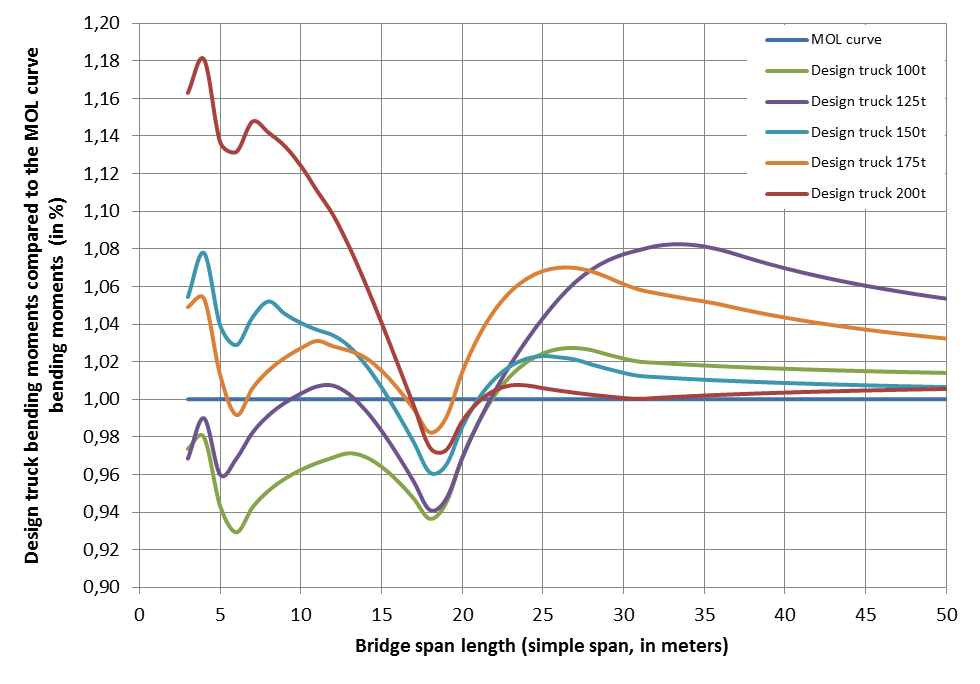 Design truck bending moments compared to the MOL curve
bending moments (in %)
1,20
1,18
1,16
1,14
1,12
1,10
1,08
1,06
1,04
1,02
1,00
0,98
0,96
0,94
0,92
0,90
0 5 10 15 20 25 30 35 40 45 50
Bridge span length (simple span, in meters)
MOL curve
Design truck 100t
Design truck 125t
Design truck 150t
Design truck 175t
Design truck 200t